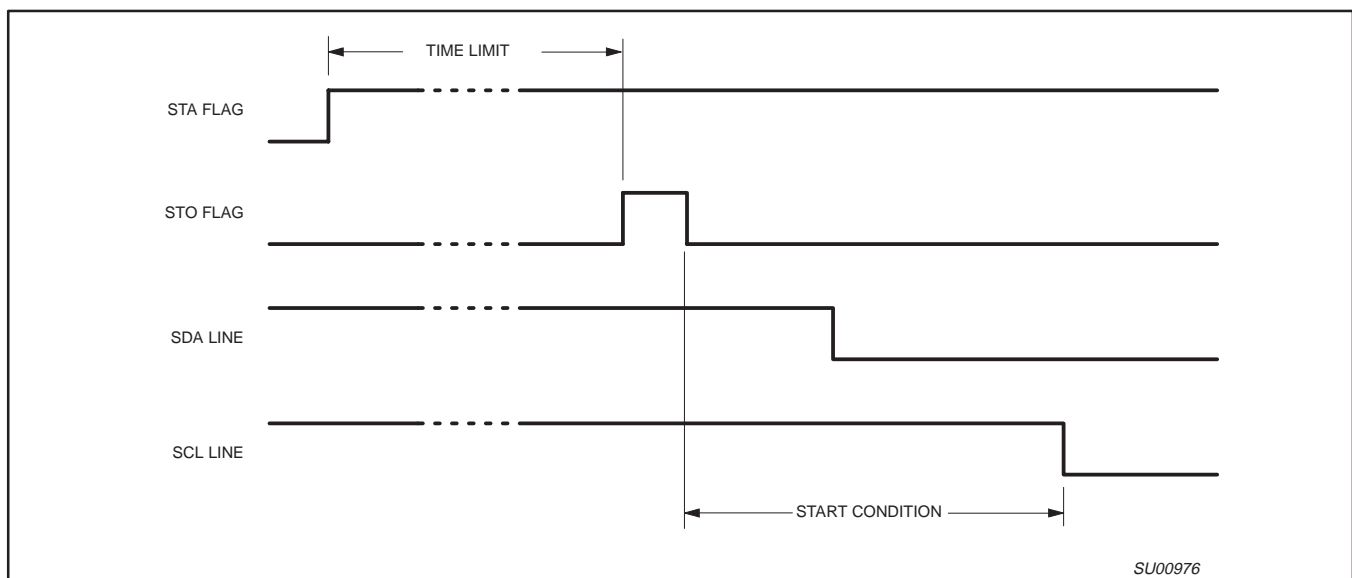 TIME LIMIT
STA FLAG
STO FLAG
SDA LINE
SCL LINE
START CONDITION
SU00976